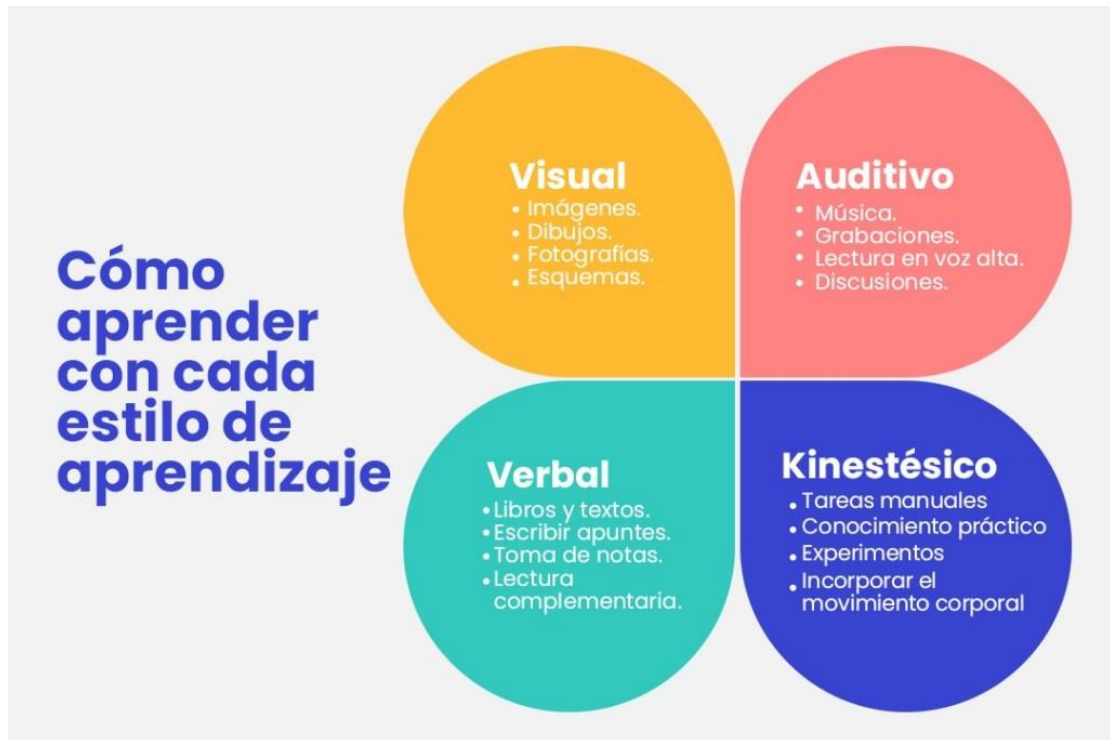 Cómo
aprender
con cada
estilo de
aprendizaje
Visual
• Imágenes.
• Dibujos.
• Fotografías.
• Esquemas.
Auditivo
• Música.
• Grabaciones.
• Lectura en voz alta.
• Discusiones.
Verbal
• Libros y textos.
• Escribir apuntes.
• Toma de notas.
• Lectura
complementaria.
Kinestésico
• Tareas manuales
• Conocimiento práctico
• Experimentos
• Incorporar el
movimiento corporal